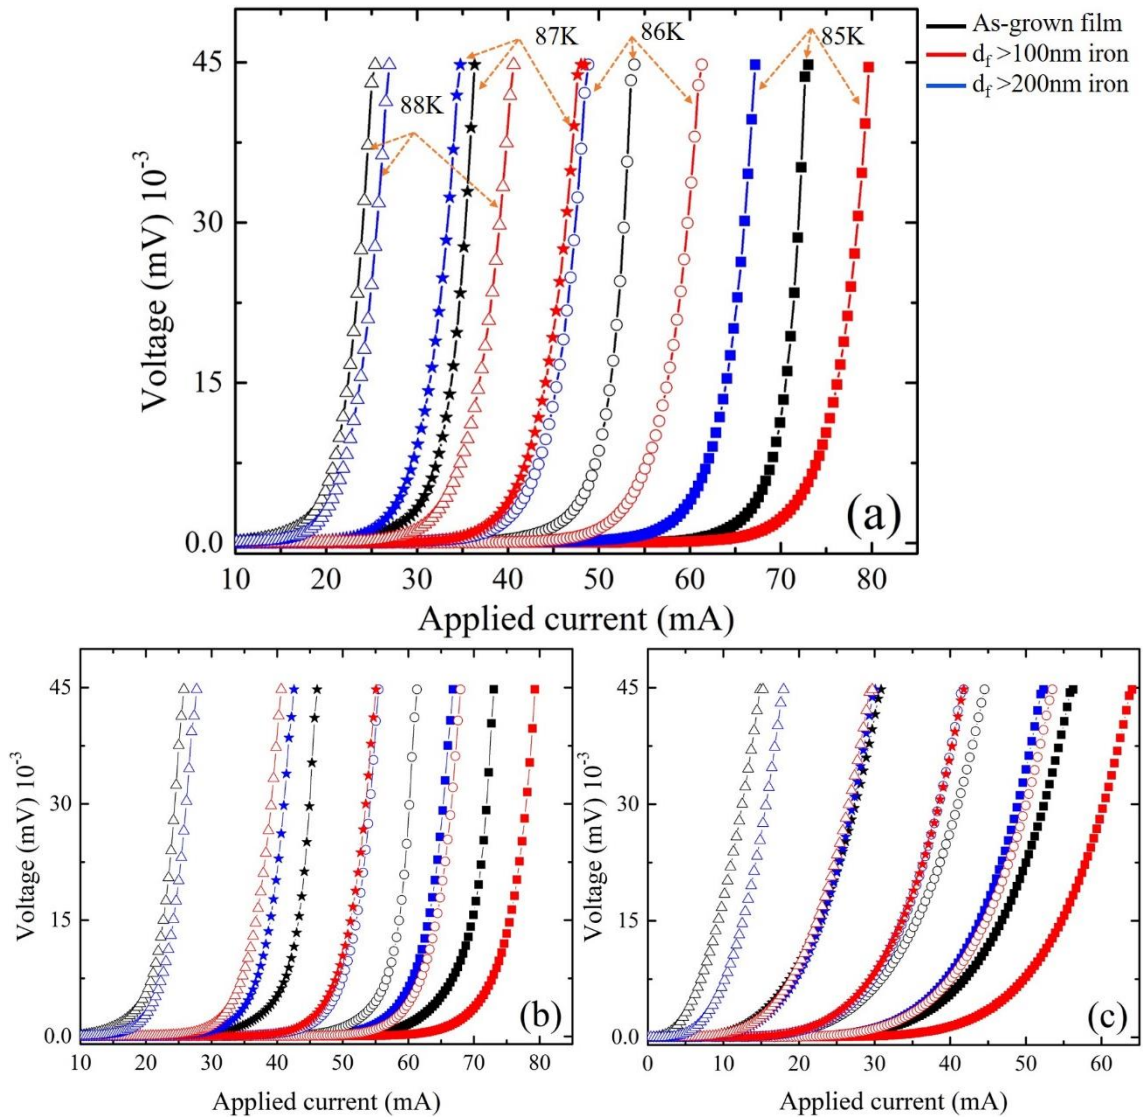 As-grown film
d_f >100nm iron
d_f >200nm iron
88K
87K
86K
85K
45
30
15
0.0
Voltage (mV) 10^-3
10 20 30 40 50 60 70 80
Applied current (mA)
(a)
45
30
15
0.0
Voltage (mV) 10^-3
10 20 30 40 50 60 70 80
Applied current (mA)
(b)
45
30
15
0.0
Voltage (mV) 10^-3
0 10 20 30 40 50 60
Applied current (mA)
(c)